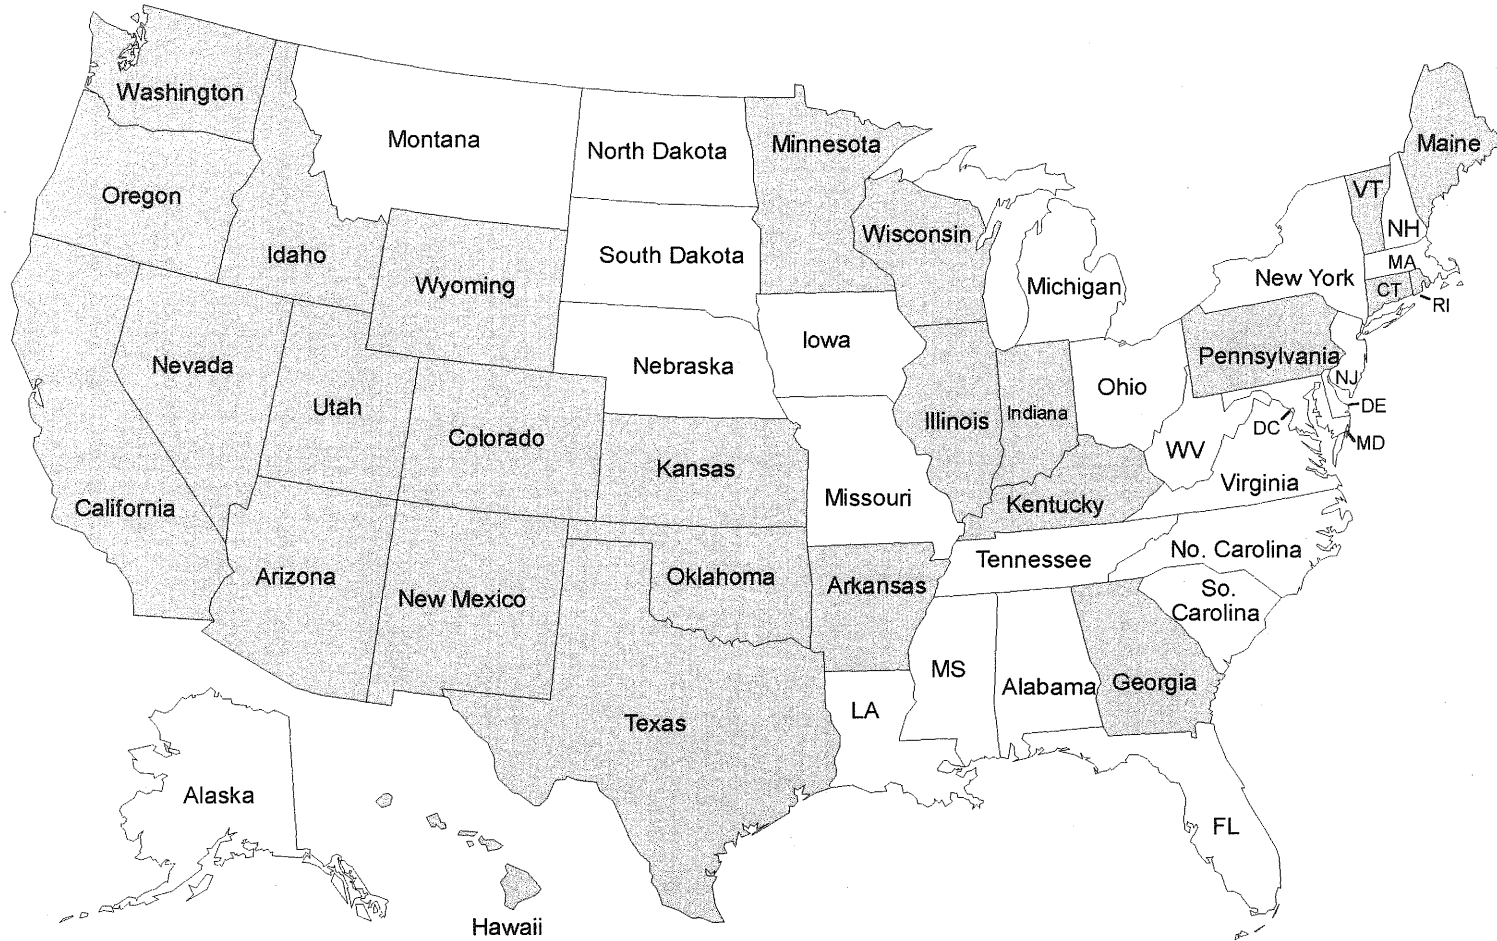 Washington
Montana
North Dakota
Minnesota
Maine
Oregon
VT
Idaho
South Dakota
Wisconsin
NH
Wyoming
Michigan
New York
MA
CT
RI
Nevada
Nebraska
Iowa
Pennsylvania
NJ
Utah
Colorado
Illinois
Indiana
Ohio
DE
DC
MD
California
Kansas
Missouri
Kentucky
WV
Virginia
Arizona
New Mexico
Oklahoma
Arkansas
Tennessee
No. Carolina
So.
Carolina
Texas
LA
MS
Alabama
Georgia
Alaska
FL
Hawaii